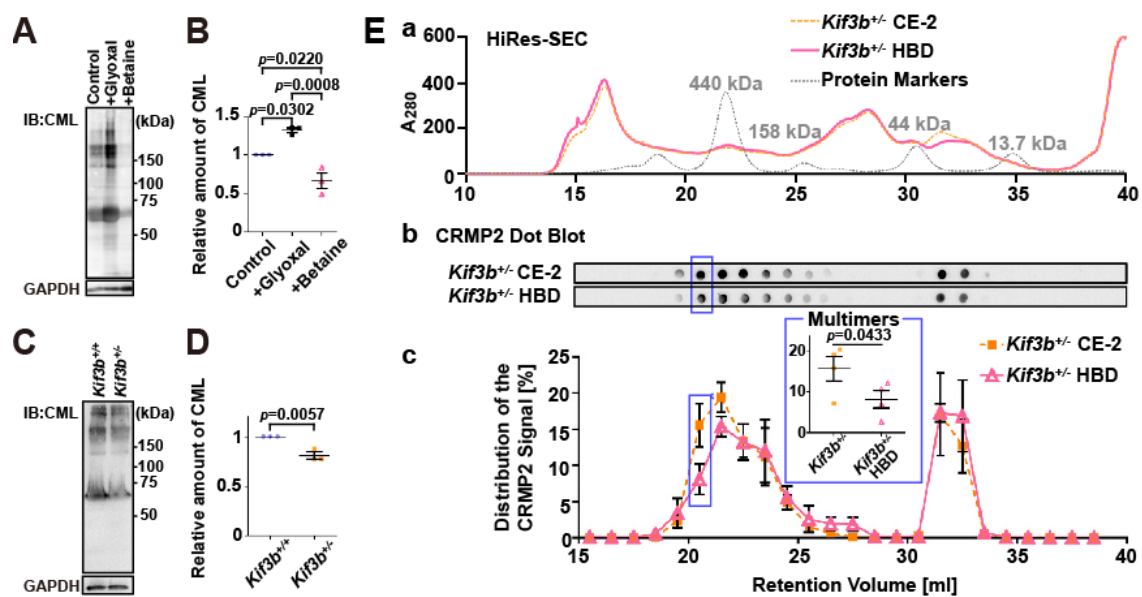 A
Control
+Glyoxal
+Betaine
IB:CML
(kDa)
150
100
75
50
GAPDH
B
p=0.0220
p=0.0008
p=0.0302
Relative amount of CML
1.5
1
0.5
0
Control
+Glyoxal
+Betaine
C
Kif3b+/+
Kif3b+/-
IB:CML
(kDa)
150
100
75
50
GAPDH
D
p=0.0057
Relative amount of CML
1
0.5
0
Kif3b+/+
Kif3b+/-
E
a
HiRes-SEC
Kif3b+/- CE-2
Kif3b+/- HBD
Protein Markers
A280
600
400
200
0
440 kDa
158 kDa
44 kDa
13.7 kDa
10 15 20 25 30 35 40
b CRMP2 Dot Blot
Kif3b+/- CE-2
Kif3b+/- HBD
c
Distribution of the
CRMP2 Signal [%]
25
20
15
10
5
0
Multimers
p=0.0433
20
10
0
Kif3b+/-
Kif3b+/-
HBD
Kif3b+/- CE-2
Kif3b+/- HBD
15 20 25 30 35 40
Retention Volume [ml]